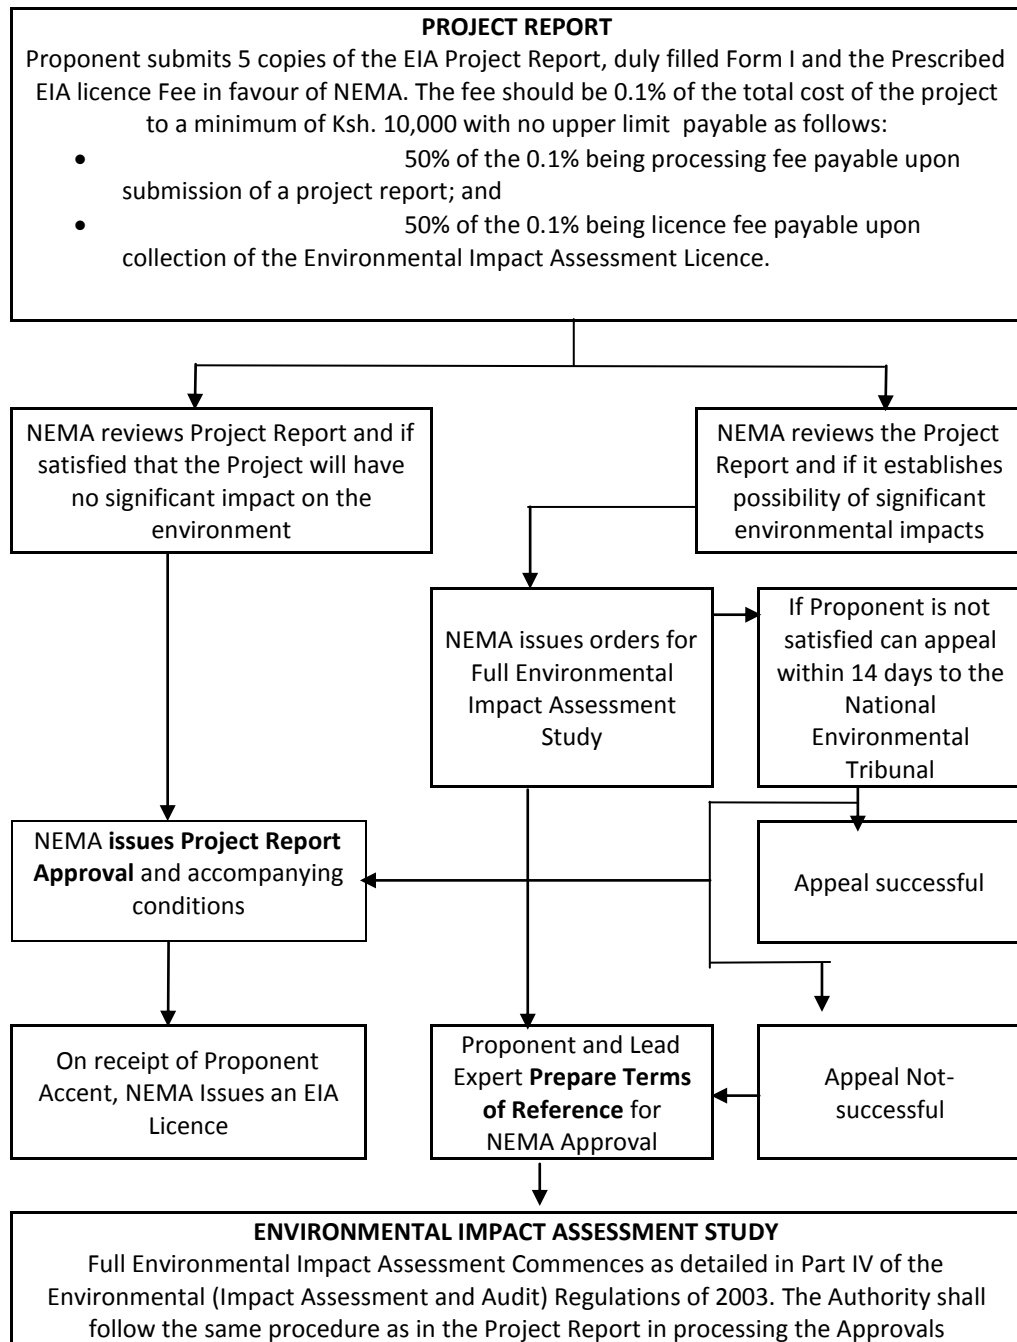 PROJECT REPORT
Proponent submits 5 copies of the EIA Project Report, duly filled Form I and the Prescribed
EIA licence Fee in favour of NEMA. The fee should be 0.1% of the total cost of the project
to a minimum of Ksh. 10,000 with no upper limit payable as follows:
• 50% of the 0.1% being processing fee payable upon
submission of a project report; and
• 50% of the 0.1% being licence fee payable upon
collection of the Environmental Impact Assessment Licence.
NEMA reviews Project Report and if
satisfied that the Project will have
no significant impact on the
environment
NEMA reviews the Project
Report and if it establishes
possibility of significant
environmental impacts
NEMA issues orders for
Full Environmental
Impact Assessment
Study
If Proponent is not
satisfied can appeal
within 14 days to the
National
Environmental
Tribunal
NEMA issues Project Report
Approval and accompanying
conditions
Appeal successful
On receipt of Proponent
Accent, NEMA Issues an EIA
Licence
Proponent and Lead
Expert Prepare Terms
of Reference for
NEMA Approval
Appeal Not-
successful
ENVIRONMENTAL IMPACT ASSESSMENT STUDY
Full Environmental Impact Assessment Commences as detailed in Part IV of the
Environmental (Impact Assessment and Audit) Regulations of 2003. The Authority shall
follow the same procedure as in the Project Report in processing the Approvals